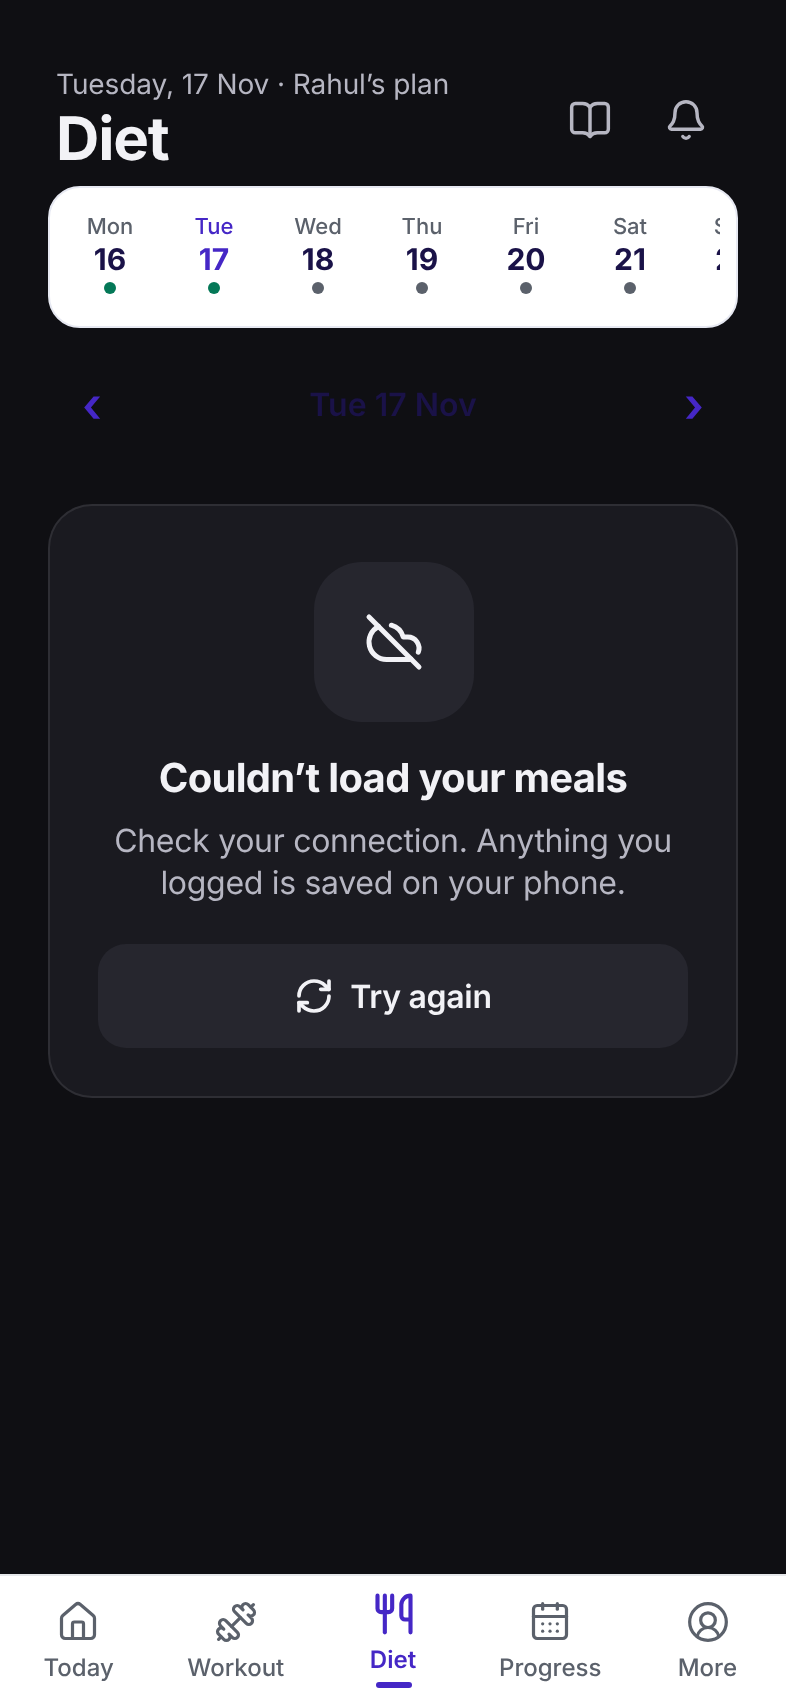 Tuesday, 17 Nov · Rahul’s plan
Diet
Mon Tue Wed Thu Fri Sat
16 17 18 19 20 21
Tue 17 Nov
Couldn’t load your meals
Check your connection. Anything you
logged is saved on your phone.
Try again
Today Workout Diet Progress More